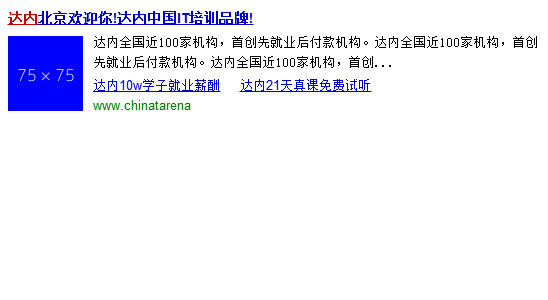 达内北京欢迎你!达内中国IT培训品牌!
75 × 75
达内全国近100家机构，首创先就业后付款机构。达内全国近100家机构，首创
先就业后付款机构。达内全国近100家机构，首创...
达内10w学子就业薪酬 达内21天真课免费试听
www.chinatarena